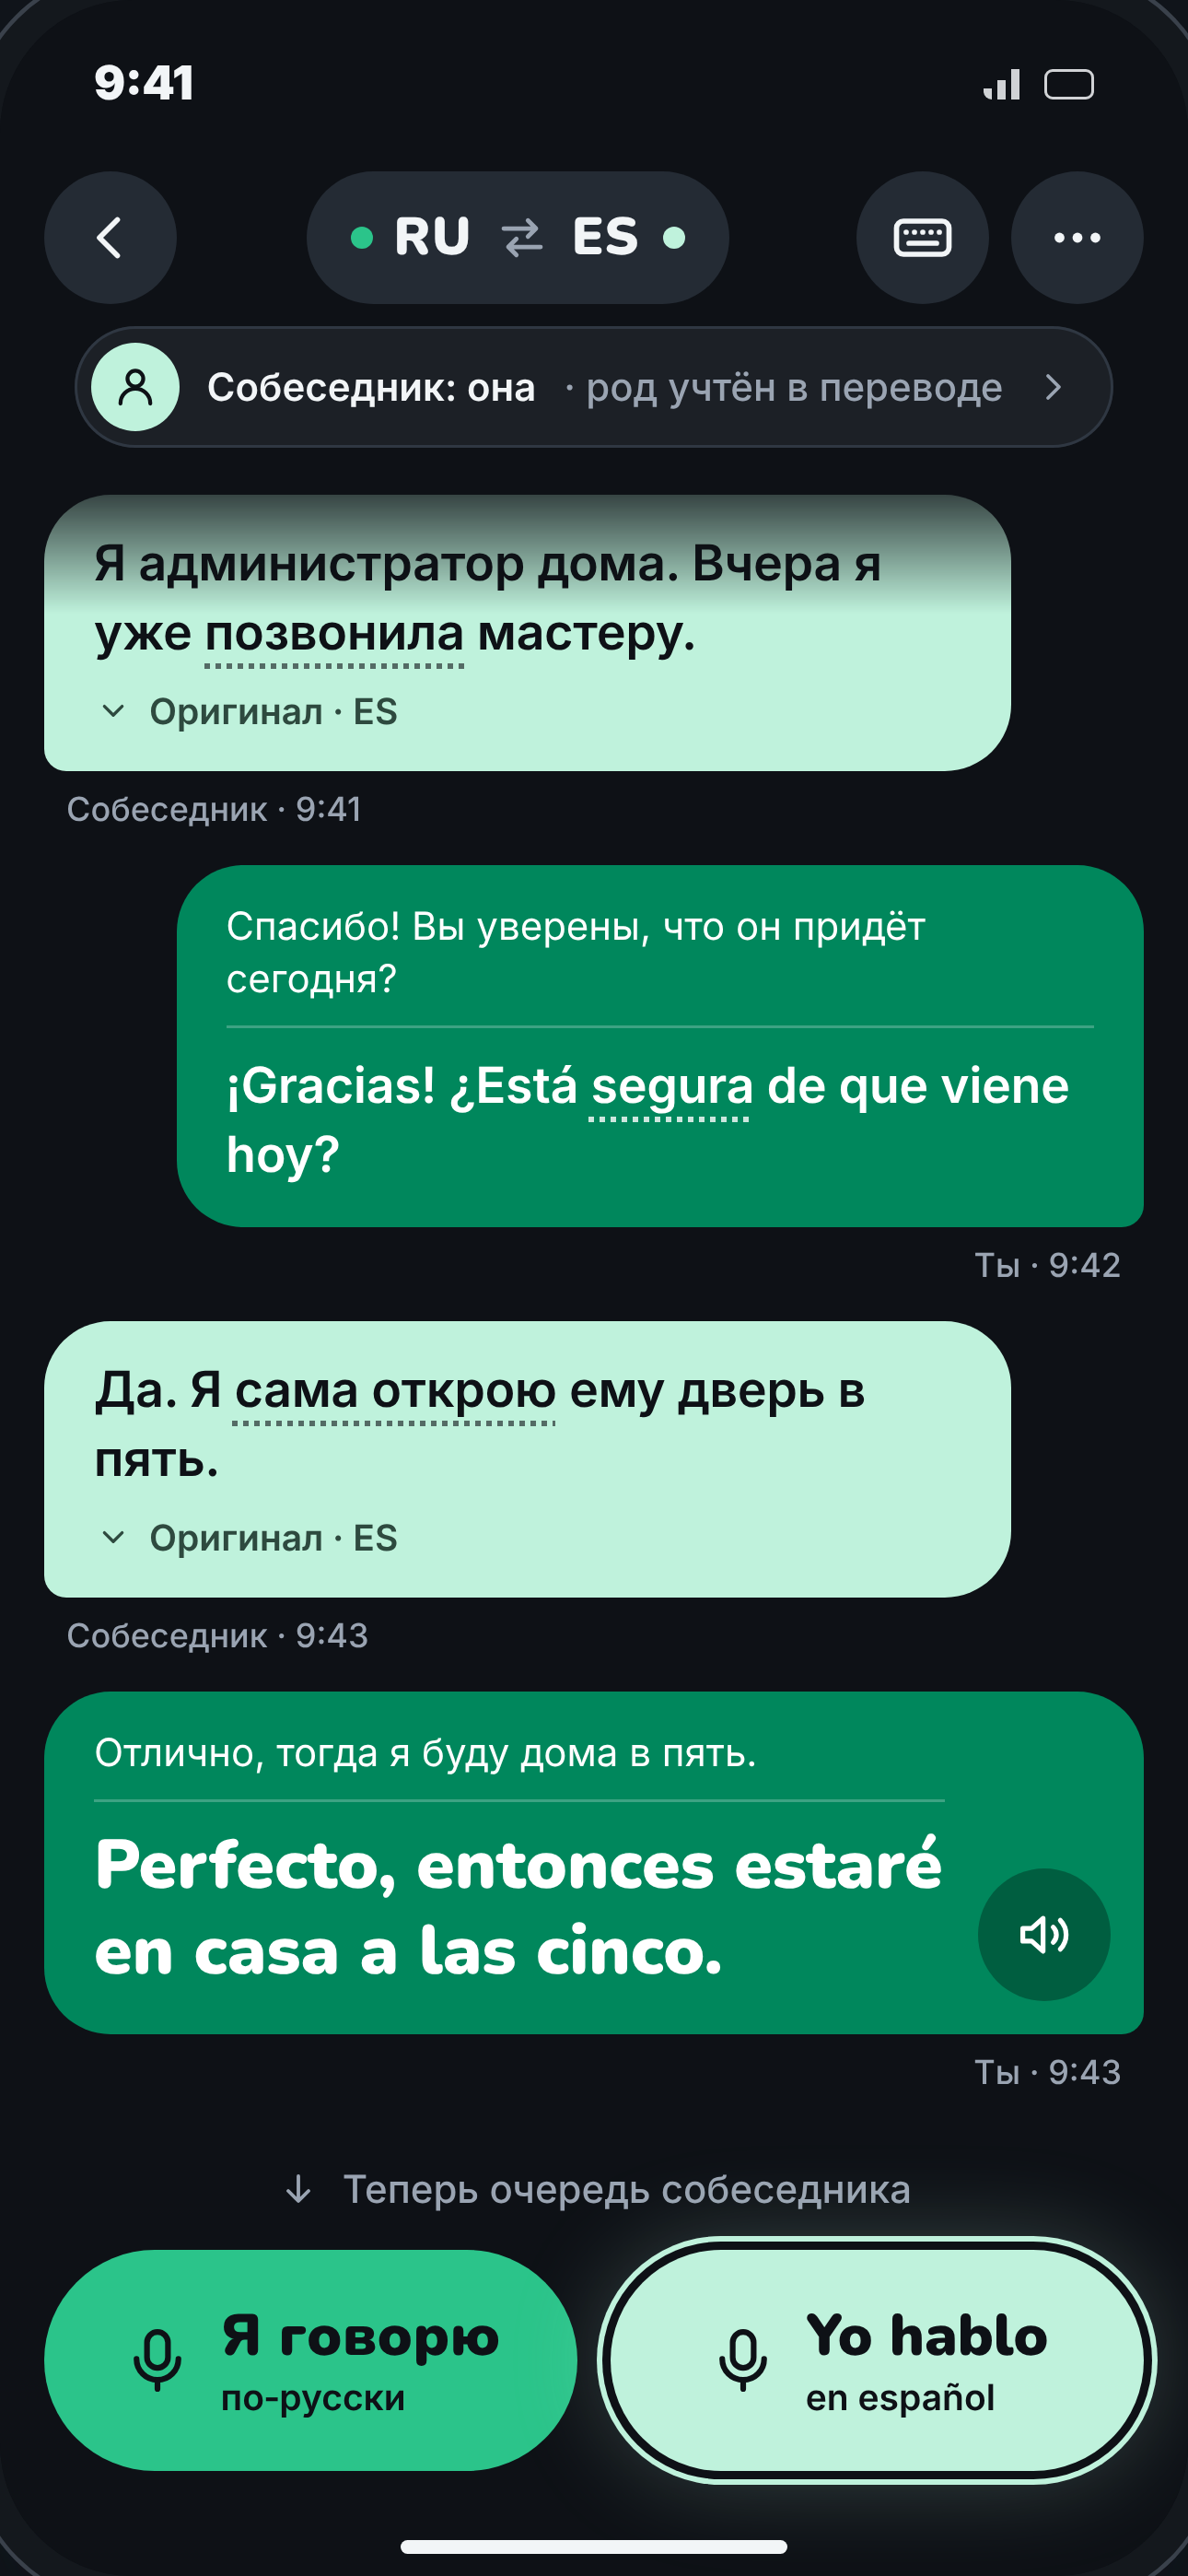 9:41
RU ES
Собеседник: она · род учтён в переводе
Я администратор дома. Вчера я
уже позвонила мастеру.
Оригинал · ES
Собеседник · 9:41
Спасибо! Вы уверены, что он придёт
сегодня?
¡Gracias! ¿Está segura de que viene
hoy?
Ты · 9:42
Да. Я сама открою ему дверь в
пять.
Оригинал · ES
Собеседник · 9:43
Отлично, тогда я буду дома в пять.
Perfecto, entonces estaré
en casa a las cinco.
Ты · 9:43
Теперь очередь собеседника
Я говорю
по-русски
Yo hablo
en español